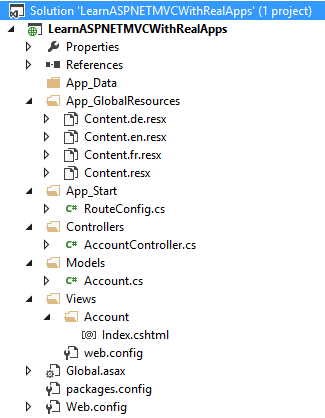 Solution 'LearnASPNETMVCWithRealApps' (1 project)
LearnASPNETMVCWithRealApps
Properties
References
App_Data
App_GlobalResources
Content.de.resx
Content.en.resx
Content.fr.resx
Content.resx
App_Start
C# RouteConfig.cs
Controllers
C# AccountController.cs
Models
C# Account.cs
Views
Account
[@] Index.cshtml
web.config
Global.asax
packages.config
Web.config